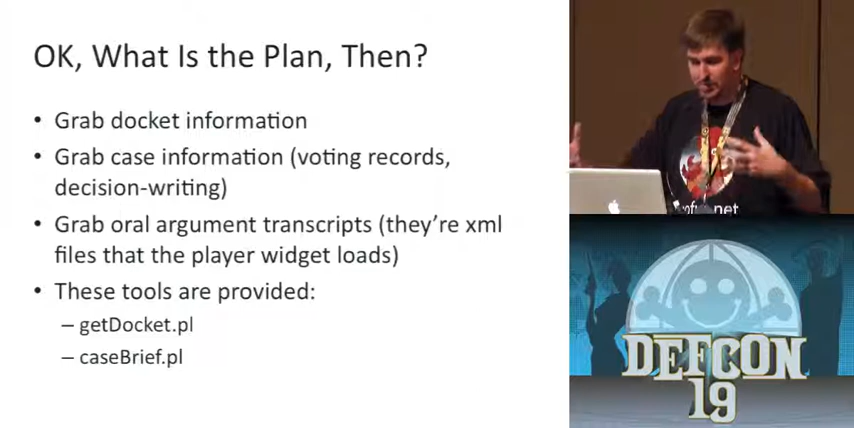 OK, What Is the Plan, Then?
• Grab docket information
• Grab case information (voting records,
decision-writing)
• Grab oral argument transcripts (they're xml
files that the player widget loads)
• These tools are provided:
– getDocket.pl
– caseBrief.pl
DEFCON
19